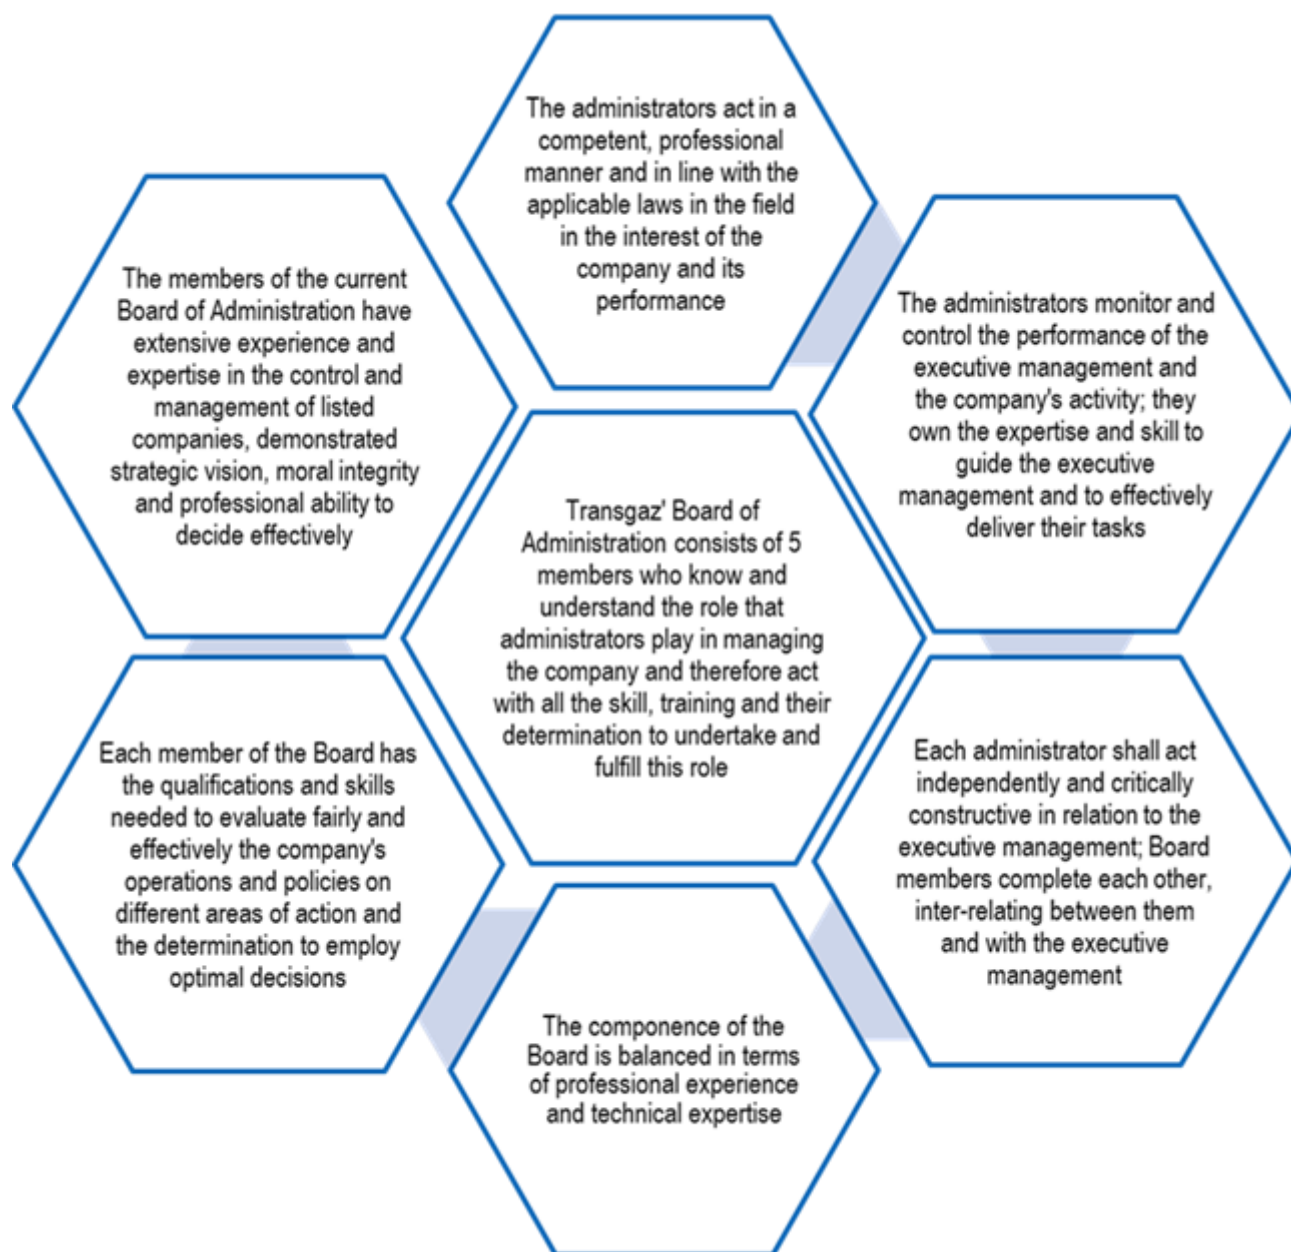 The administrators act in a
competent, professional
manner and in line with the
applicable laws in the field
in the interest of the
company and its
performance
The members of the current
Board of Administration have
extensive experience and
expertise in the control and
management of listed
companies, demonstrated
strategic vision, moral integrity
and professional ability to
decide effectively
The administrators monitor and
control the performance of the
executive management and
the company's activity; they
own the expertise and skill to
guide the executive
management and to effectively
deliver their tasks
Transgaz' Board of
Administration consists of 5
members who know and
understand the role that
administrators play in managing
the company and therefore act
with all the skill, training and their
determination to undertake and
fulfill this role
Each member of the Board has
the qualifications and skills
needed to evaluate fairly and
effectively the company's
operations and policies on
different areas of action and
the determination to employ
optimal decisions
Each administrator shall act
independently and critically
constructive in relation to the
executive management; Board
members complete each other,
inter-relating between them
and with the executive
management
The componence of the
Board is balanced in terms
of professional experience
and technical expertise